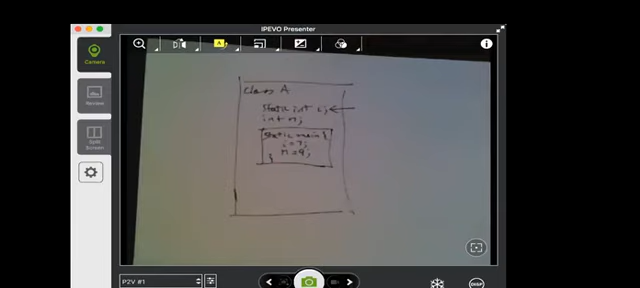 IPEVO Presenter
Camera
Review
Split
Screen
A
Class A
static int i;
int n;
static main {
i=7;
n=9;
}
P2V #1